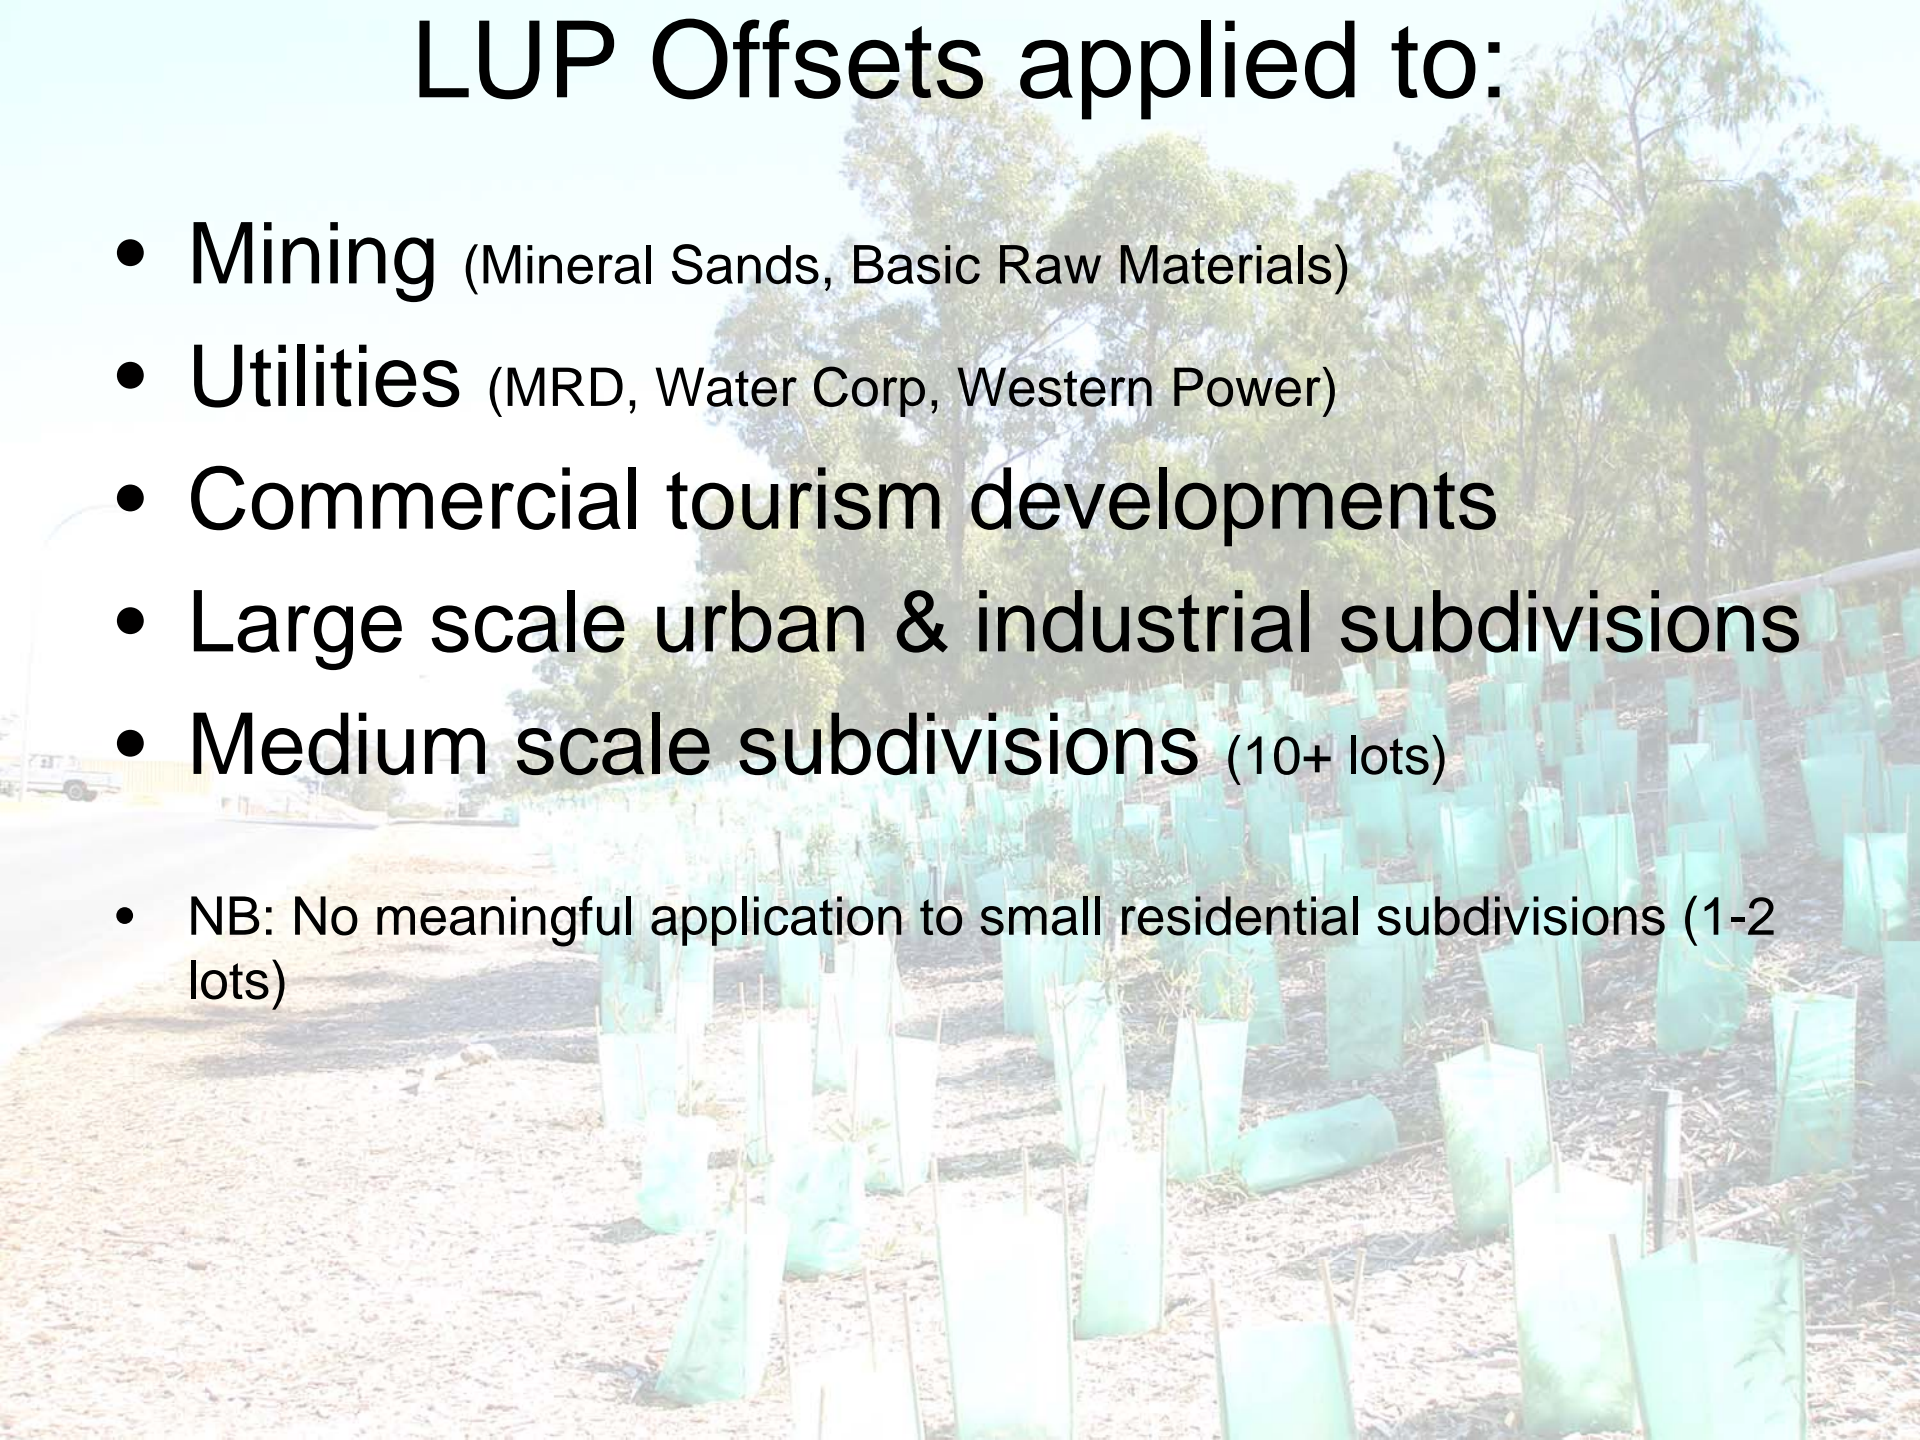 LUP Offsets applied to:
• Mining (Mineral Sands, Basic Raw Materials)
• Utilities (MRD, Water Corp, Western Power)
• Commercial tourism developments
• Large scale urban & industrial subdivisions
• Medium scale subdivisions (10+ lots)
• NB: No meaningful application to small residential subdivisions (1-2
lots)